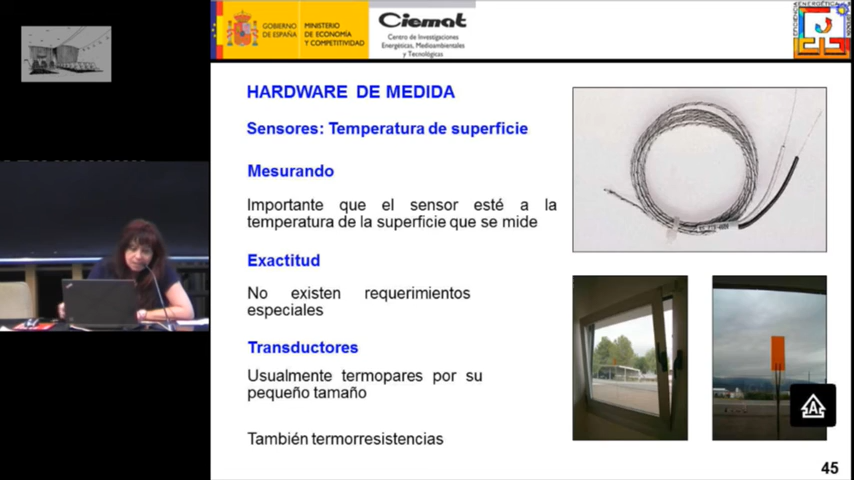 GOBIERNO
DE ESPAÑA
MINISTERIO
DE ECONOMÍA
Y COMPETITIVIDAD
Ciemat
Centro de Investigaciones
Energéticas, Medioambientales
y Tecnológicas
HARDWARE DE MEDIDA
Sensores: Temperatura de superficie
Mesurando
Importante que el sensor esté a la
temperatura de la superficie que se mide
Exactitud
No existen requerimientos
especiales
Transductores
Usualmente termopares por su
pequeño tamaño
También termorresistencias
A
45